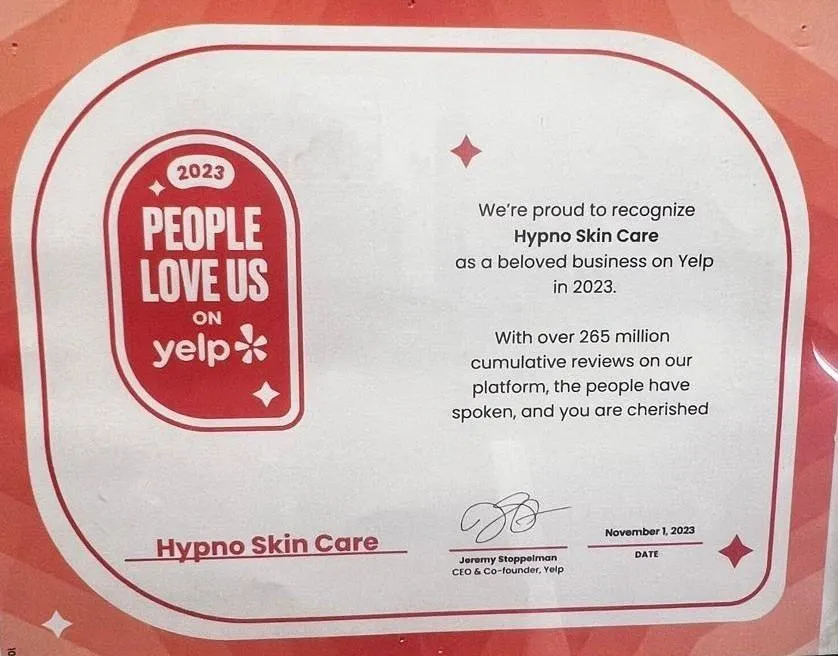 2023
PEOPLE
LOVE US
ON
yelp
We're proud to recognize
Hypno Skin Care
as a beloved business on Yelp
in 2023.
With over 265 million
cumulative reviews on our
platform, the people have
spoken, and you are cherished
Hypno Skin Care
Jeremy Stoppelman
CEO & Co-founder, Yelp
November 1, 2023
DATE